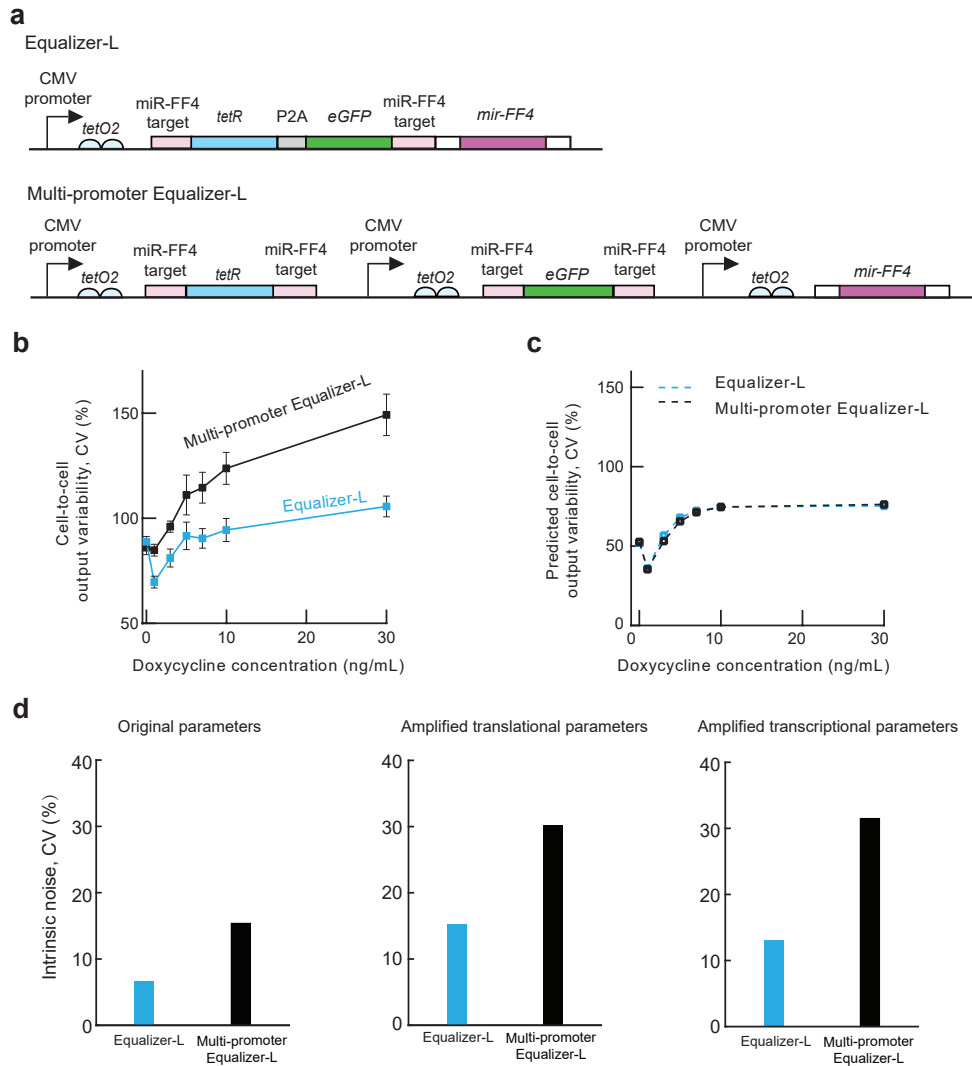 a
Equalizer-L
CMV
promoter
tetO2
miR-FF4
target
tetR
P2A
eGFP
miR-FF4
target
mir-FF4
Multi-promoter Equalizer-L
CMV
promoter
tetO2
miR-FF4
target
tetR
miR-FF4
target
CMV
promoter
tetO2
miR-FF4
target
eGFP
miR-FF4
target
CMV
promoter
tetO2
mir-FF4
b
Cell-to-cell
output variability, CV (%)
150
100
50
0
10
20
30
Multi-promoter Equalizer-L
Equalizer-L
Doxycycline concentration (ng/mL)
c
Predicted cell-to-cell
output variability, CV (%)
150
100
50
0
0
10
20
30
Equalizer-L
Multi-promoter Equalizer-L
Doxycycline concentration (ng/mL)
d
Original parameters
Intrinsic noise, CV (%)
40
30
20
10
0
Equalizer-L
Multi-promoter
Equalizer-L
Amplified translational parameters
40
30
20
10
0
Equalizer-L
Multi-promoter
Equalizer-L
Amplified transcriptional parameters
40
30
20
10
0
Equalizer-L
Multi-promoter
Equalizer-L